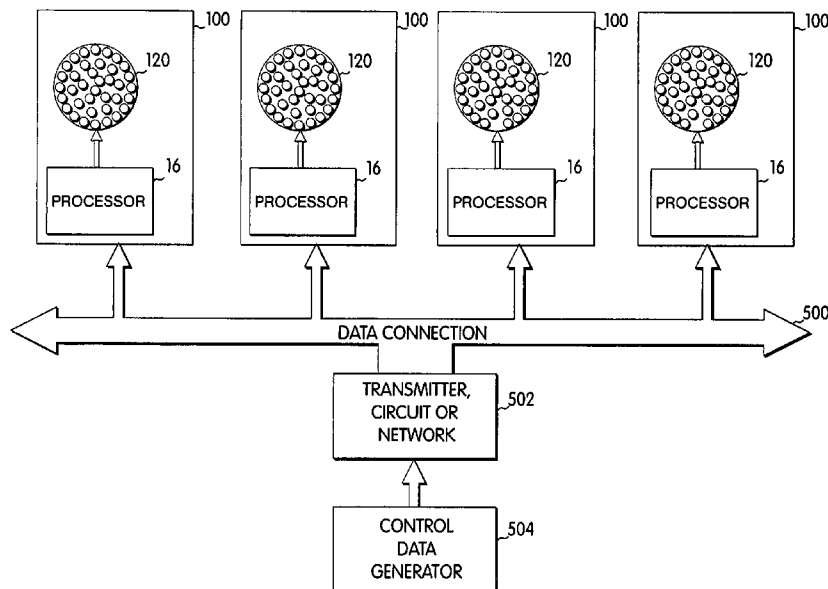 100 100 100 100
120 120 120 120
16 16 16 16
PROCESSOR PROCESSOR PROCESSOR PROCESSOR
500
DATA CONNECTION
TRANSMITTER,
CIRCUIT OR
NETWORK
502
CONTROL
DATA
GENERATOR
504